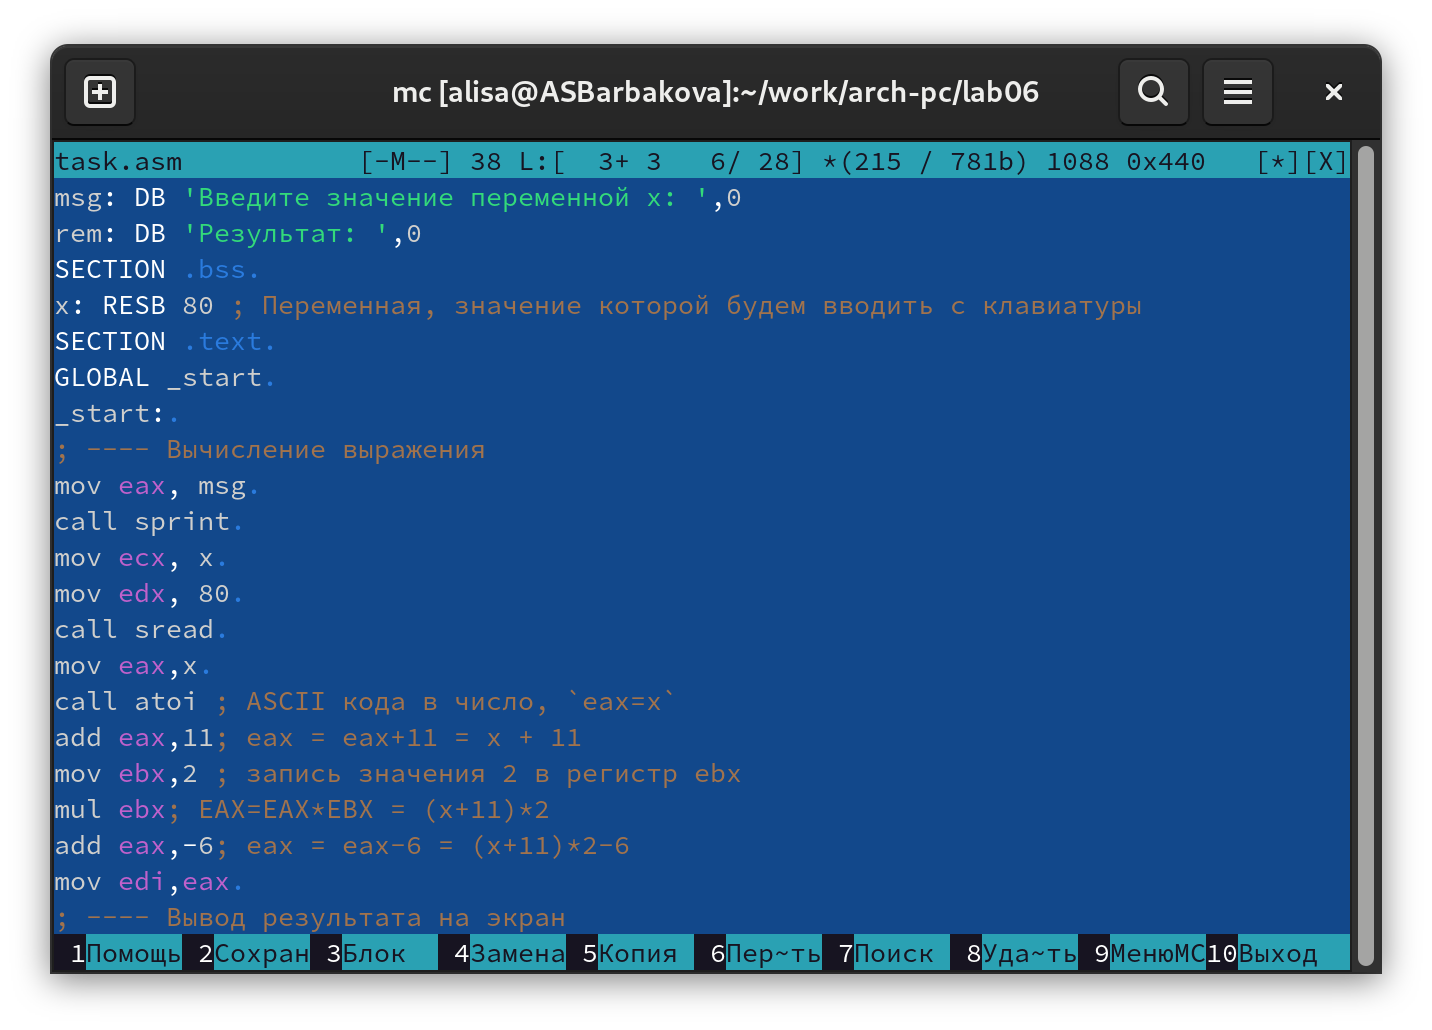 mc [alisa@ASBarbakova]:~/work/arch-pc/lab06
task.asm [-M--] 38 L:[ 3+ 3 6/ 28] *(215 / 781b) 1088 0x440 [*][X]
msg: DB 'Введите значение переменной x: ',0
rem: DB 'Результат: ',0
SECTION .bss.
x: RESB 80 ; Переменная, значение которой будем вводить с клавиатуры
SECTION .text.
GLOBAL _start.
_start:.
; ---- Вычисление выражения
mov eax, msg.
call sprint.
mov ecx, x.
mov edx, 80.
call sread.
mov eax,x.
call atoi ; ASCII кода в число, `eax=x`
add eax,11; eax = eax+11 = x + 11
mov ebx,2 ; запись значения 2 в регистр ebx
mul ebx; EAX=EAX*EBX = (x+11)*2
add eax,-6; eax = eax-6 = (x+11)*2-6
mov edi,eax.
; ---- Вывод результата на экран
1Помощь 2Сохран 3Блок 4Замена 5Копия 6Пер~ть 7Поиск 8Уда~ть 9МенюMC 10Выход